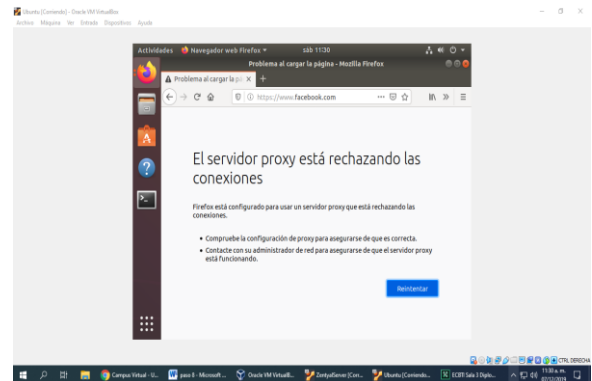 Ubuntu [Corriendo] - Oracle VM VirtualBox
Archivo Máquina Ver Entrada Dispositivos Ayuda
Actividades Navegador web Firefox sáb 11:30
Problema al cargar la página - Mozilla Firefox
Problema al cargar la pá
https://www.facebook.com
El servidor proxy está rechazando las
conexiones
Firefox está configurado para usar un servidor proxy que está rechazando las
conexiones.
Compruebe la configuración de proxy para asegurarse de que es correcta.
Contacte con su administrador de red para asegurarse de que el servidor proxy
está funcionando.
Reintentar
CTRL DERECHA
Campus Virtual - U... paso 8 - Microsoft ... Oracle VM VirtualB... ZentyalServer [Corr... Ubuntu [Corriendo... ECBTI Sala 3 Diplo... 11:30 a. m.
07/12/2019